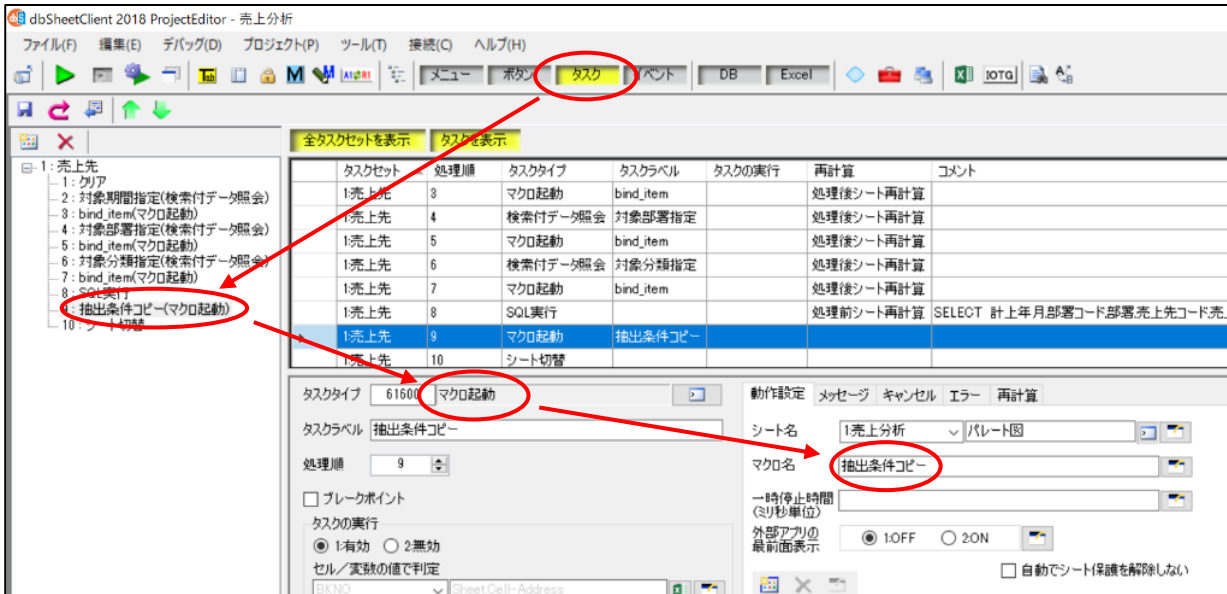 dbSheetClient 2018 ProjectEditor - 売上分析
ファイル(F) 編集(E) デバッグ(D) プロジェクト(P) ツール(T) 接続(C) ヘルプ(H)
Tab M A1⇄R1 メニュー ボタン タスク イベント DB Excel IOTG
全タスクセットを表示 タスクを表示
1:売上先
1:クリア
2:対象期間指定(検索付データ照会)
3:bind_item(マクロ起動)
4:対象部署指定(検索付データ照会)
5:bind_item(マクロ起動)
6:対象分類指定(検索付データ照会)
7:bind_item(マクロ起動)
8:SQL実行
9:抽出条件コピー(マクロ起動)
10:シート切替
タスクセット 処理順 タスクタイプ タスクラベル タスクの実行 再計算 コメント
1:売上先 3 マクロ起動 bind_item 処理後シート再計算
1:売上先 4 検索付データ照会 対象部署指定 処理後シート再計算
1:売上先 5 マクロ起動 bind_item 処理後シート再計算
1:売上先 6 検索付データ照会 対象分類指定 処理後シート再計算
1:売上先 7 マクロ起動 bind_item 処理後シート再計算
1:売上先 8 SQL実行 処理前シート再計算 SELECT 計上年月,部署コード,部署,売上先コード,売上
1:売上先 9 マクロ起動 抽出条件コピー
1:売上先 10 シート切替
タスクタイプ 61600 マクロ起動
タスクラベル 抽出条件コピー
処理順 9
ブレークポイント
タスクの実行
1:有効 2:無効
セル/変数の値で判定
BKNO Sheet.Cell-Address
動作設定 メッセージ キャンセル エラー 再計算
シート名 1:売上分析 パレート図
マクロ名 抽出条件コピー
一時停止時間
(ミリ秒単位)
外部アプリの
最前面表示 1:OFF 2:ON
自動でシート保護を解除しない